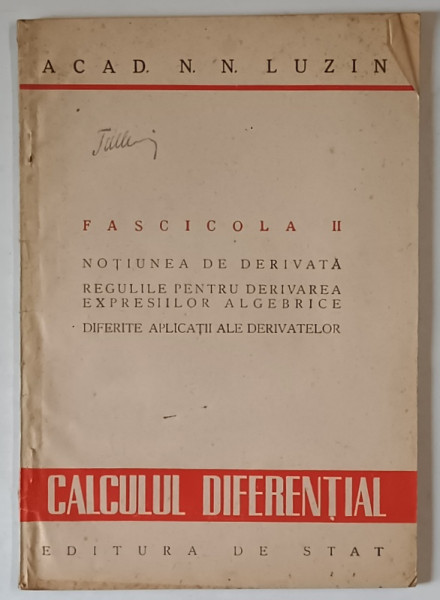 ACAD. N. N. LUZIN
FASCICOLA II
NOȚIUNEA DE DERIVATĂ
REGULILE PENTRU DERIVAREA
EXPRESIILOR ALGEBRICE
DIFERITE APLICAȚII ALE DERIVATELOR
CALCULUL DIFERENȚIAL
EDITURA DE STAT